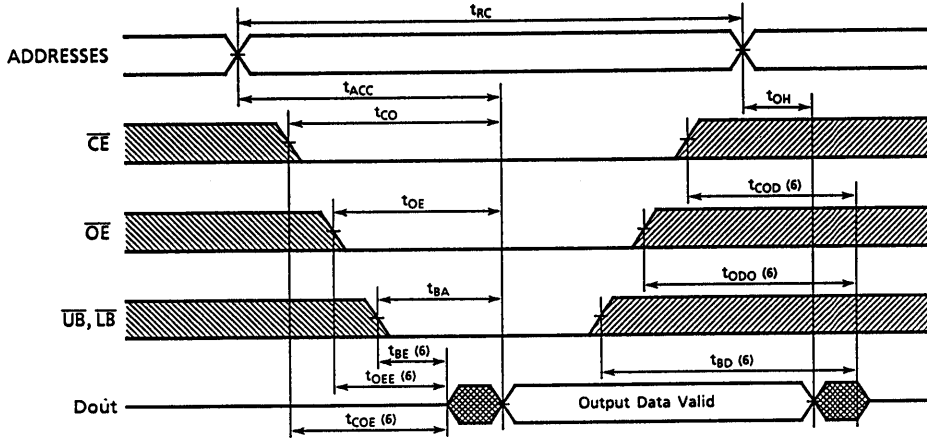 tRC
ADDRESSES
tACC
tOH
tCO
CE
tCOD (6)
tOE
OE
tODO (6)
tBA
UB, LB
tBE (6)
tBD (6)
tOEE (6)
Dout
Output Data Valid
tCOE (6)